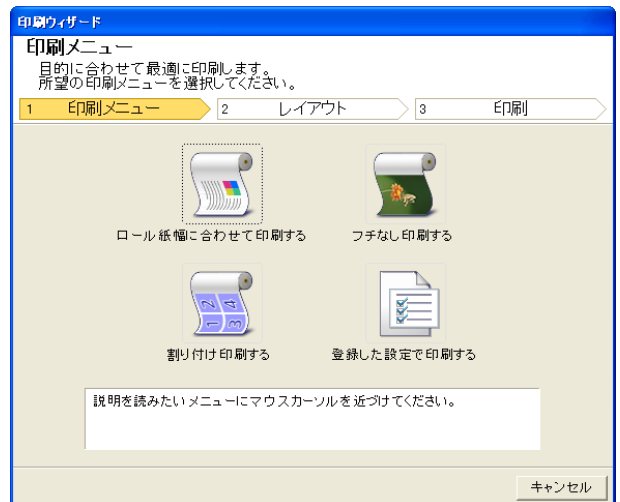 印刷ウィザード
印刷メニュー
目的に合わせて最適に印刷します。
所望の印刷メニューを選択してください。
1 印刷メニュー 2 レイアウト 3 印刷
ロール紙幅に合わせて印刷する フチなし印刷する
1 2 3 4
割り付け印刷する 登録した設定で印刷する
説明を読みたいメニューにマウスカーソルを近づけてください。
キャンセル